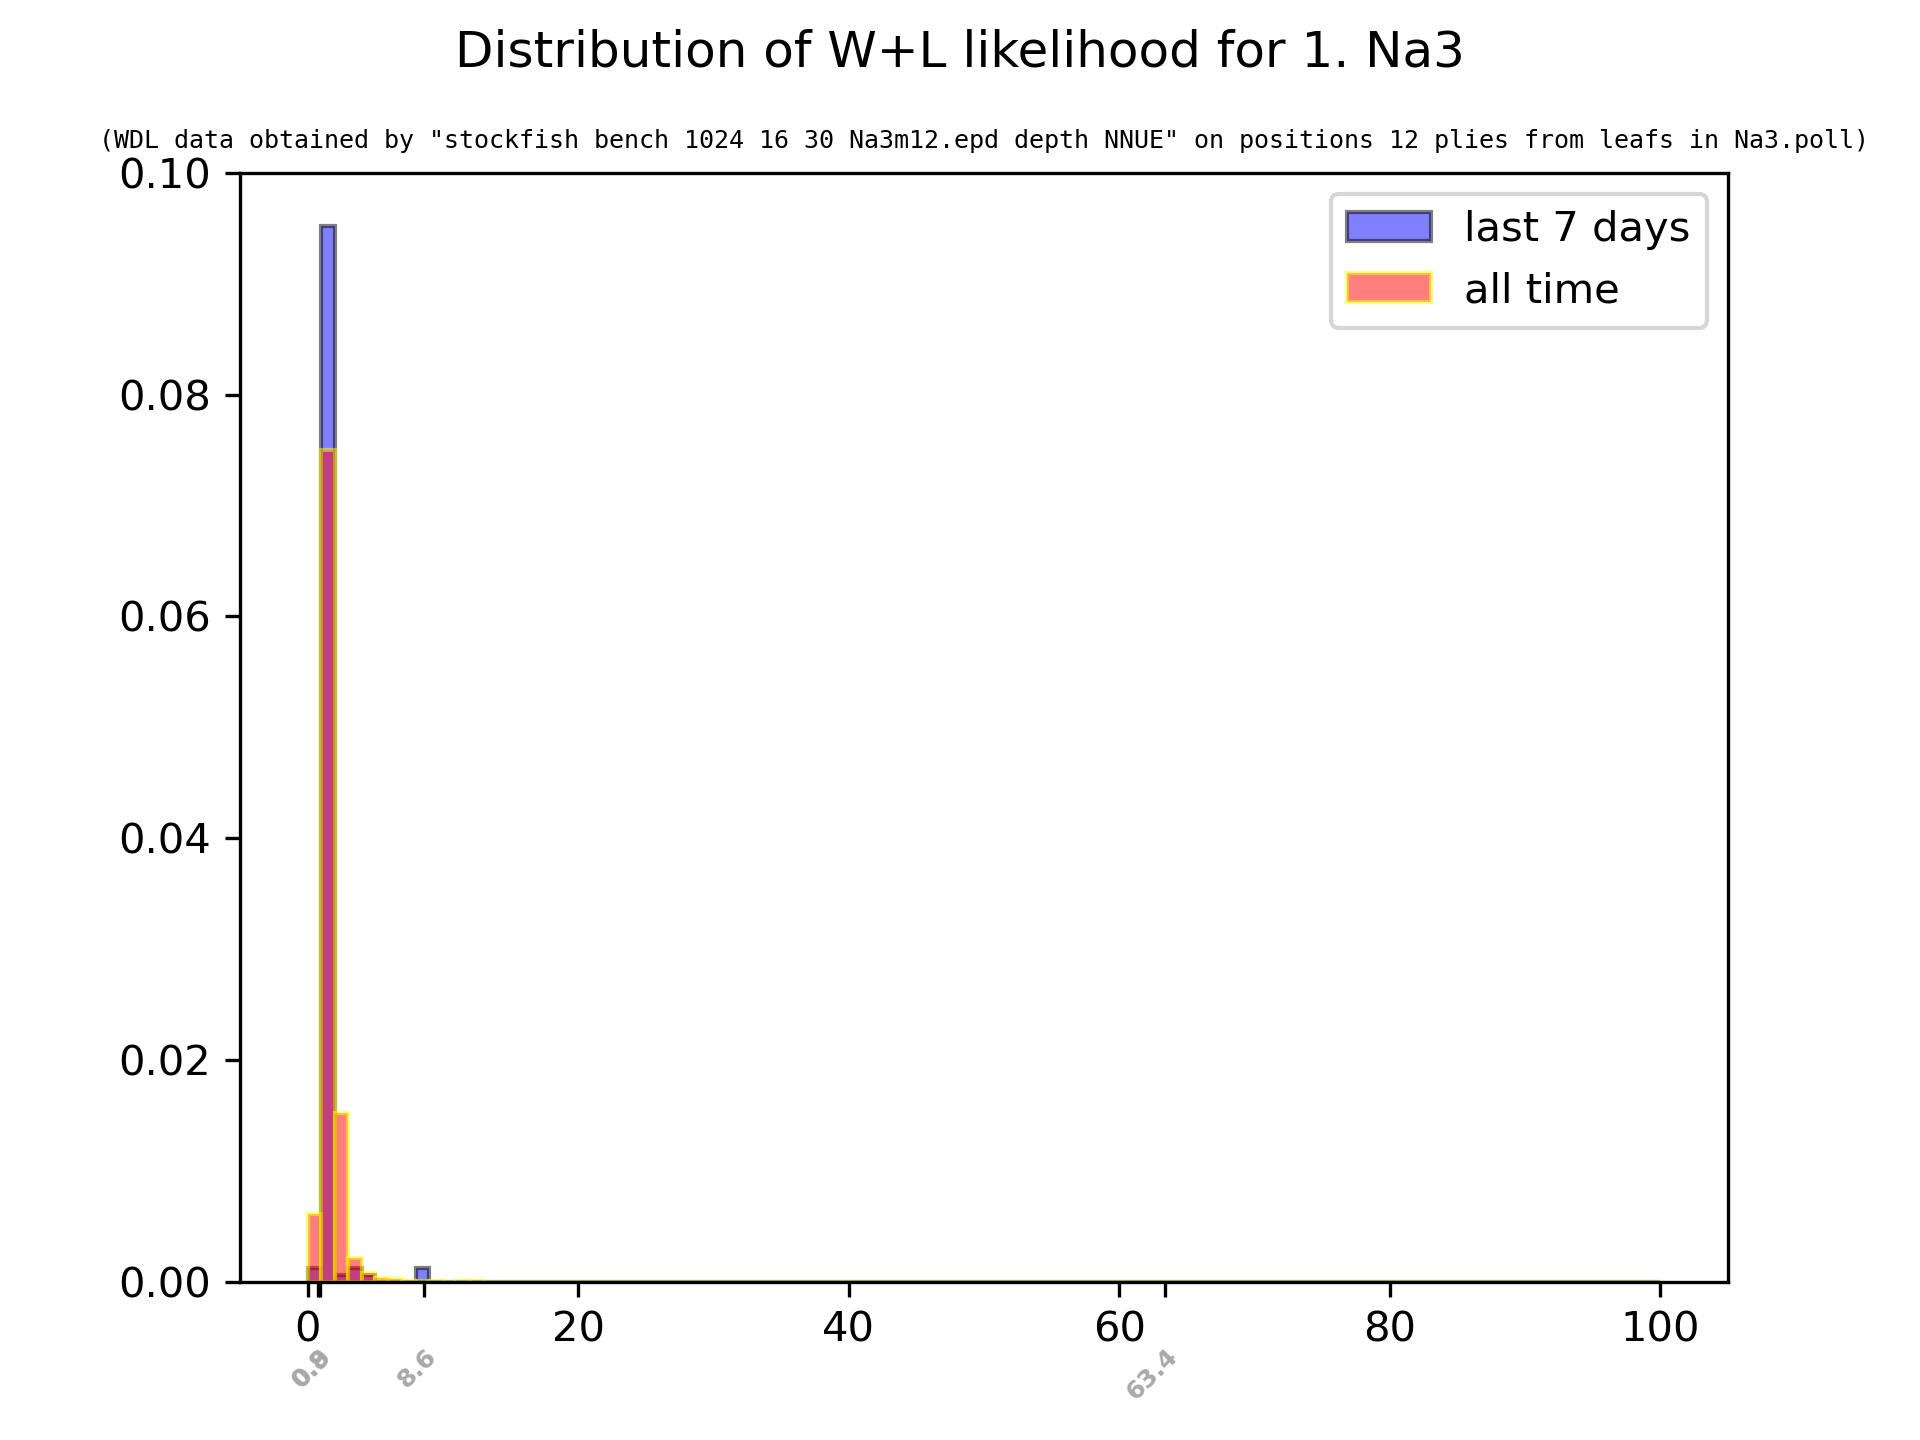 Distribution of W+L likelihood for 1. Na3
(WDL data obtained by "stockfish bench 1024 16 30 Na3m12.epd depth NNUE" on positions 12 plies from leafs in Na3.poll)
0.10
last 7 days
all time
0.08
0.06
0.04
0.02
0.00
0 20 40 60 80 100
8.6 63.4